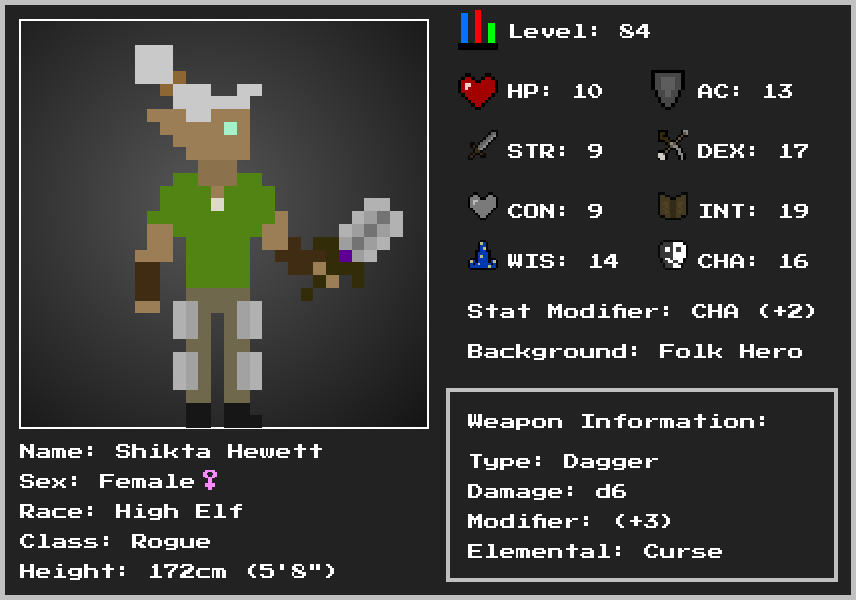 Level: 84
HP: 10 AC: 13
STR: 9 DEX: 17
CON: 9 INT: 19
WIS: 14 CHA: 16
Stat Modifier: CHA (+2)
Background: Folk Hero
Weapon Information:
Type: Dagger
Damage: d6
Modifier: (+3)
Elemental: Curse
Name: Shikta Hewett
Sex: Female♀
Race: High Elf
Class: Rogue
Height: 172cm (5'8")